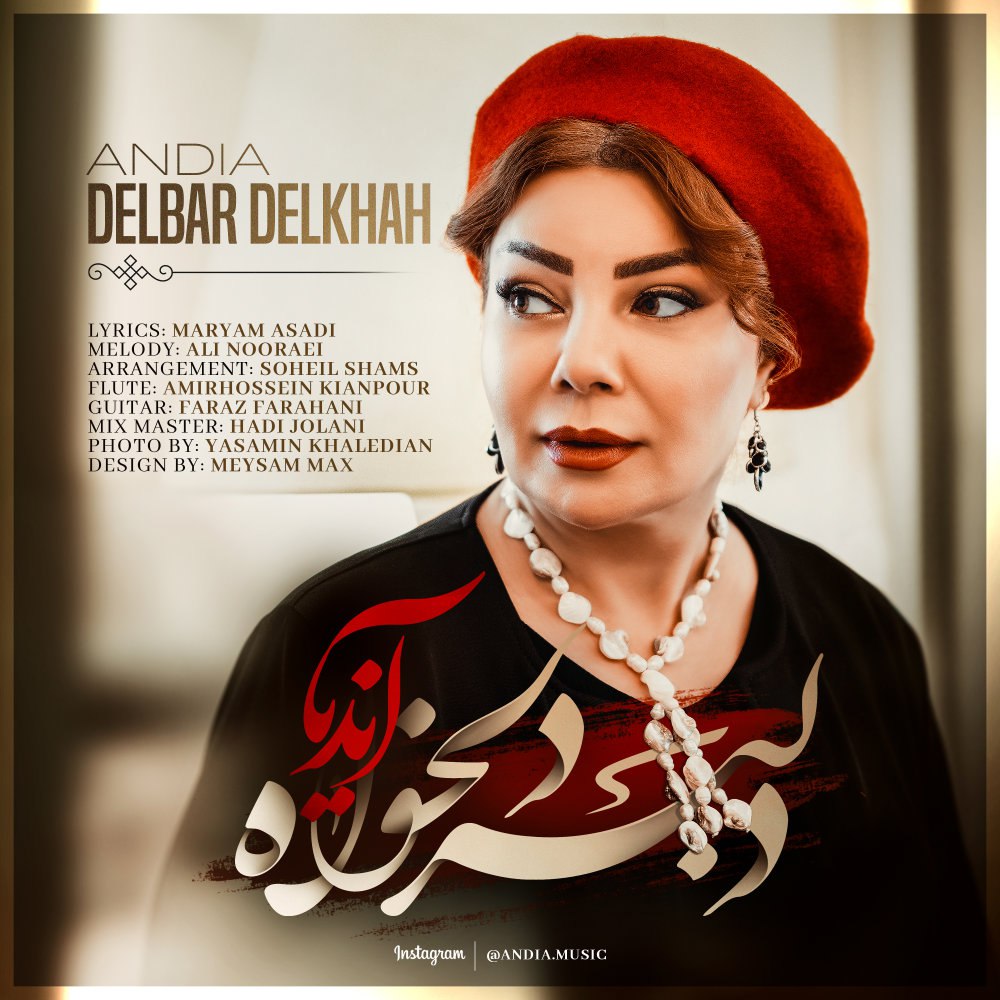 ANDIA
DELBAR DELKHAH
LYRICS: MARYAM ASADI
MELODY: ALI NOORAEI
ARRANGEMENT: SOHEIL SHAMS
FLUTE: AMIRHOSSEIN KIANPOUR
GUITAR: FARAZ FARAHANI
MIX MASTER: HADI JOLANI
PHOTO BY: YASAMIN KHALEDIAN
DESIGN BY: MEYSAM MAX
آندیا
دلبر دلخواه
Instagram | @ANDIA.MUSIC